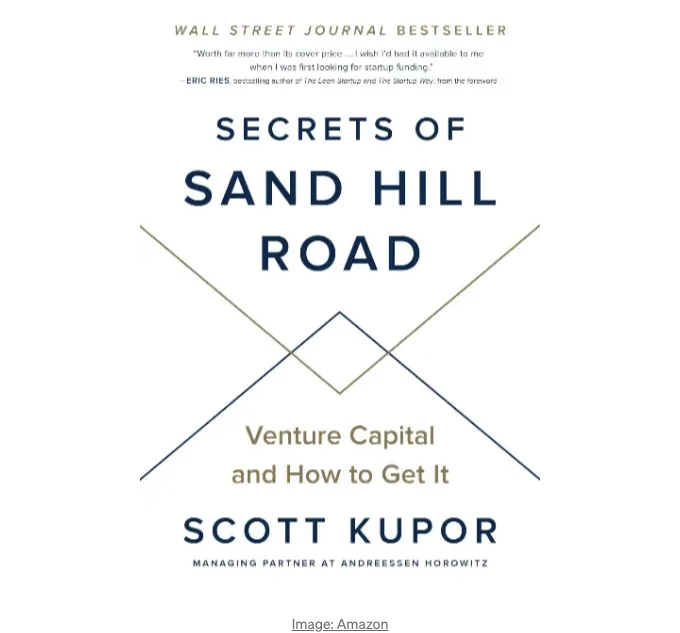 WALL STREET JOURNAL BESTSELLER
"Worth far more than its cover price.... I wish I'd had it available to me
when I was first looking for startup funding."
—ERIC RIES, bestselling author of The Lean Startup and The Startup Way, from the foreword
SECRETS OF
SAND HILL
ROAD
Venture Capital
and How to Get It
SCOTT KUPOR
MANAGING PARTNER AT ANDREESSEN HOROWITZ
Image: Amazon